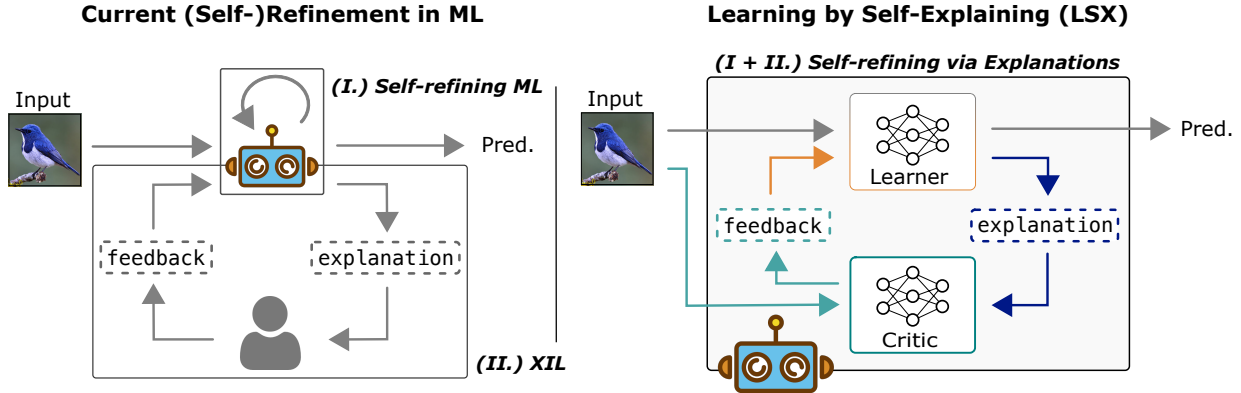 Current (Self-)Refinement in ML
(I.) Self-refining ML
Input
Pred.
feedback
explanation
(II.) XIL
Learning by Self-Explaining (LSX)
(I + II.) Self-refining via Explanations
Input
Learner
Pred.
feedback
explanation
Critic